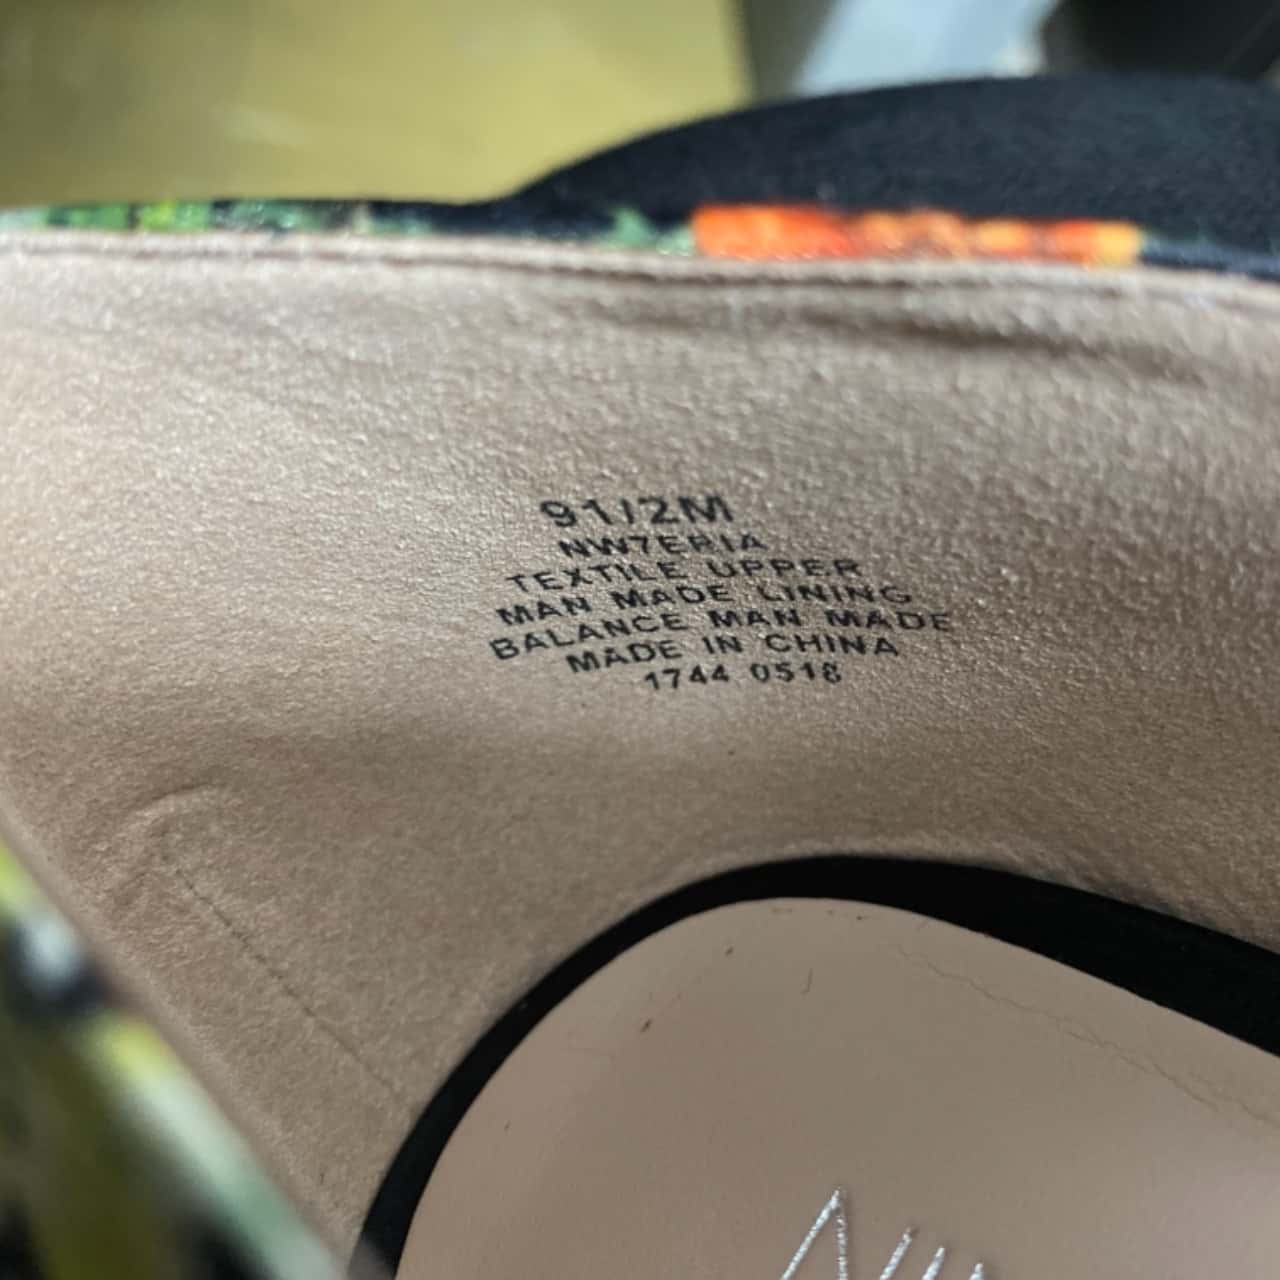 91/2M
NW7ERIA
TEXTILE UPPER
MAN MADE LINING
BALANCE MAN MADE
MADE IN CHINA
1744 0518